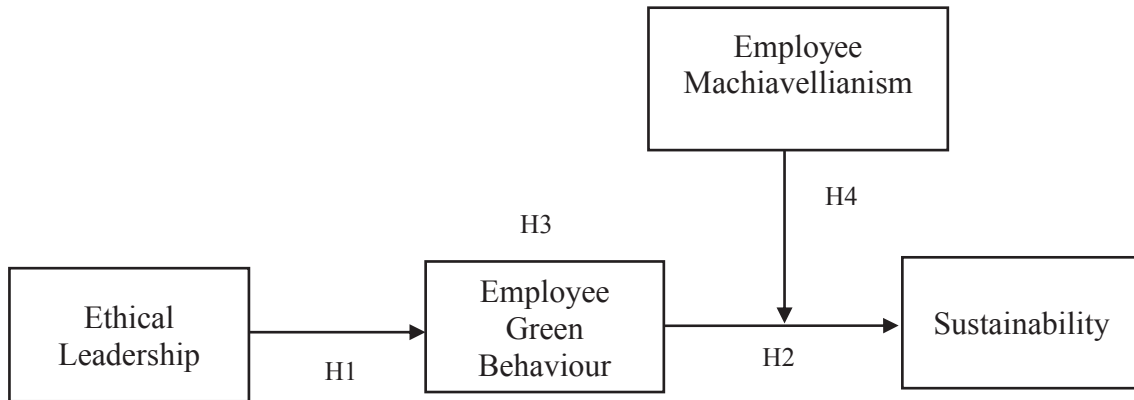 Employee
Machiavellianism
H4
H3
Ethical
Leadership
H1
Employee
Green
Behaviour
H2
Sustainability